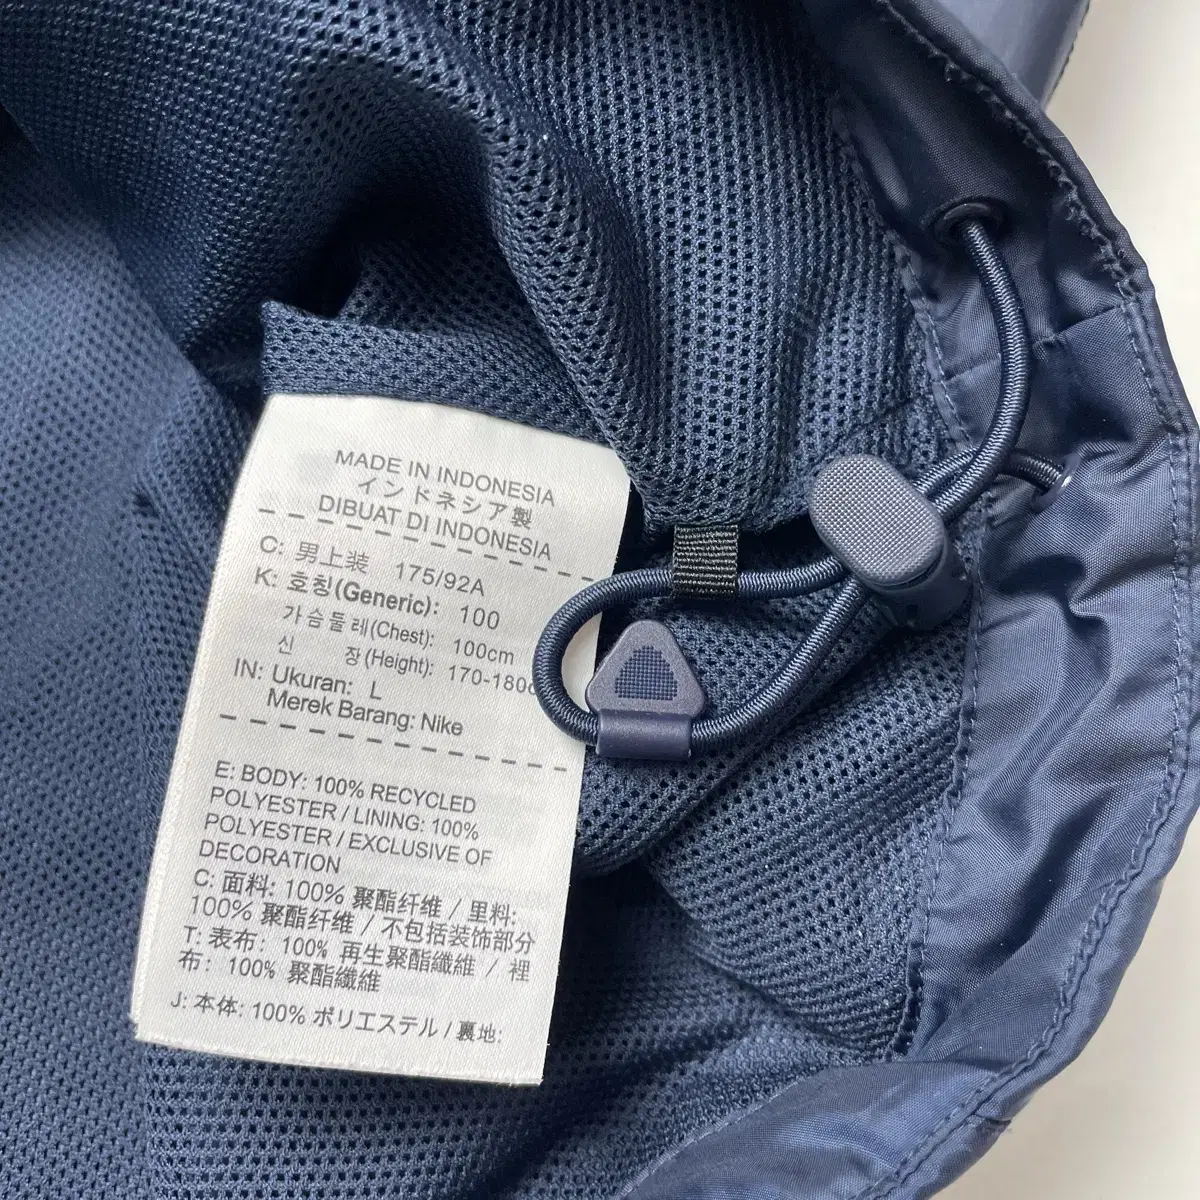 MADE IN INDONESIA
インドネシア製
DIBUAT DI INDONESIA
C: 男上装 175/92A
K: 호칭(Generic): 100
가슴둘레(Chest): 100cm
신 장(Height): 170-180
IN: Ukuran: L
Merek Barang: Nike
E: BODY: 100% RECYCLED
POLYESTER / LINING: 100%
POLYESTER / EXCLUSIVE OF
DECORATION
C: 面料: 100% 聚酯纤维 / 里料:
100% 聚酯纤维 / 不包括装饰部分
T: 表布: 100% 再生聚酯纖維 / 裡
布: 100% 聚酯纖維
J: 本体: 100% ポリエステル / 裏地: